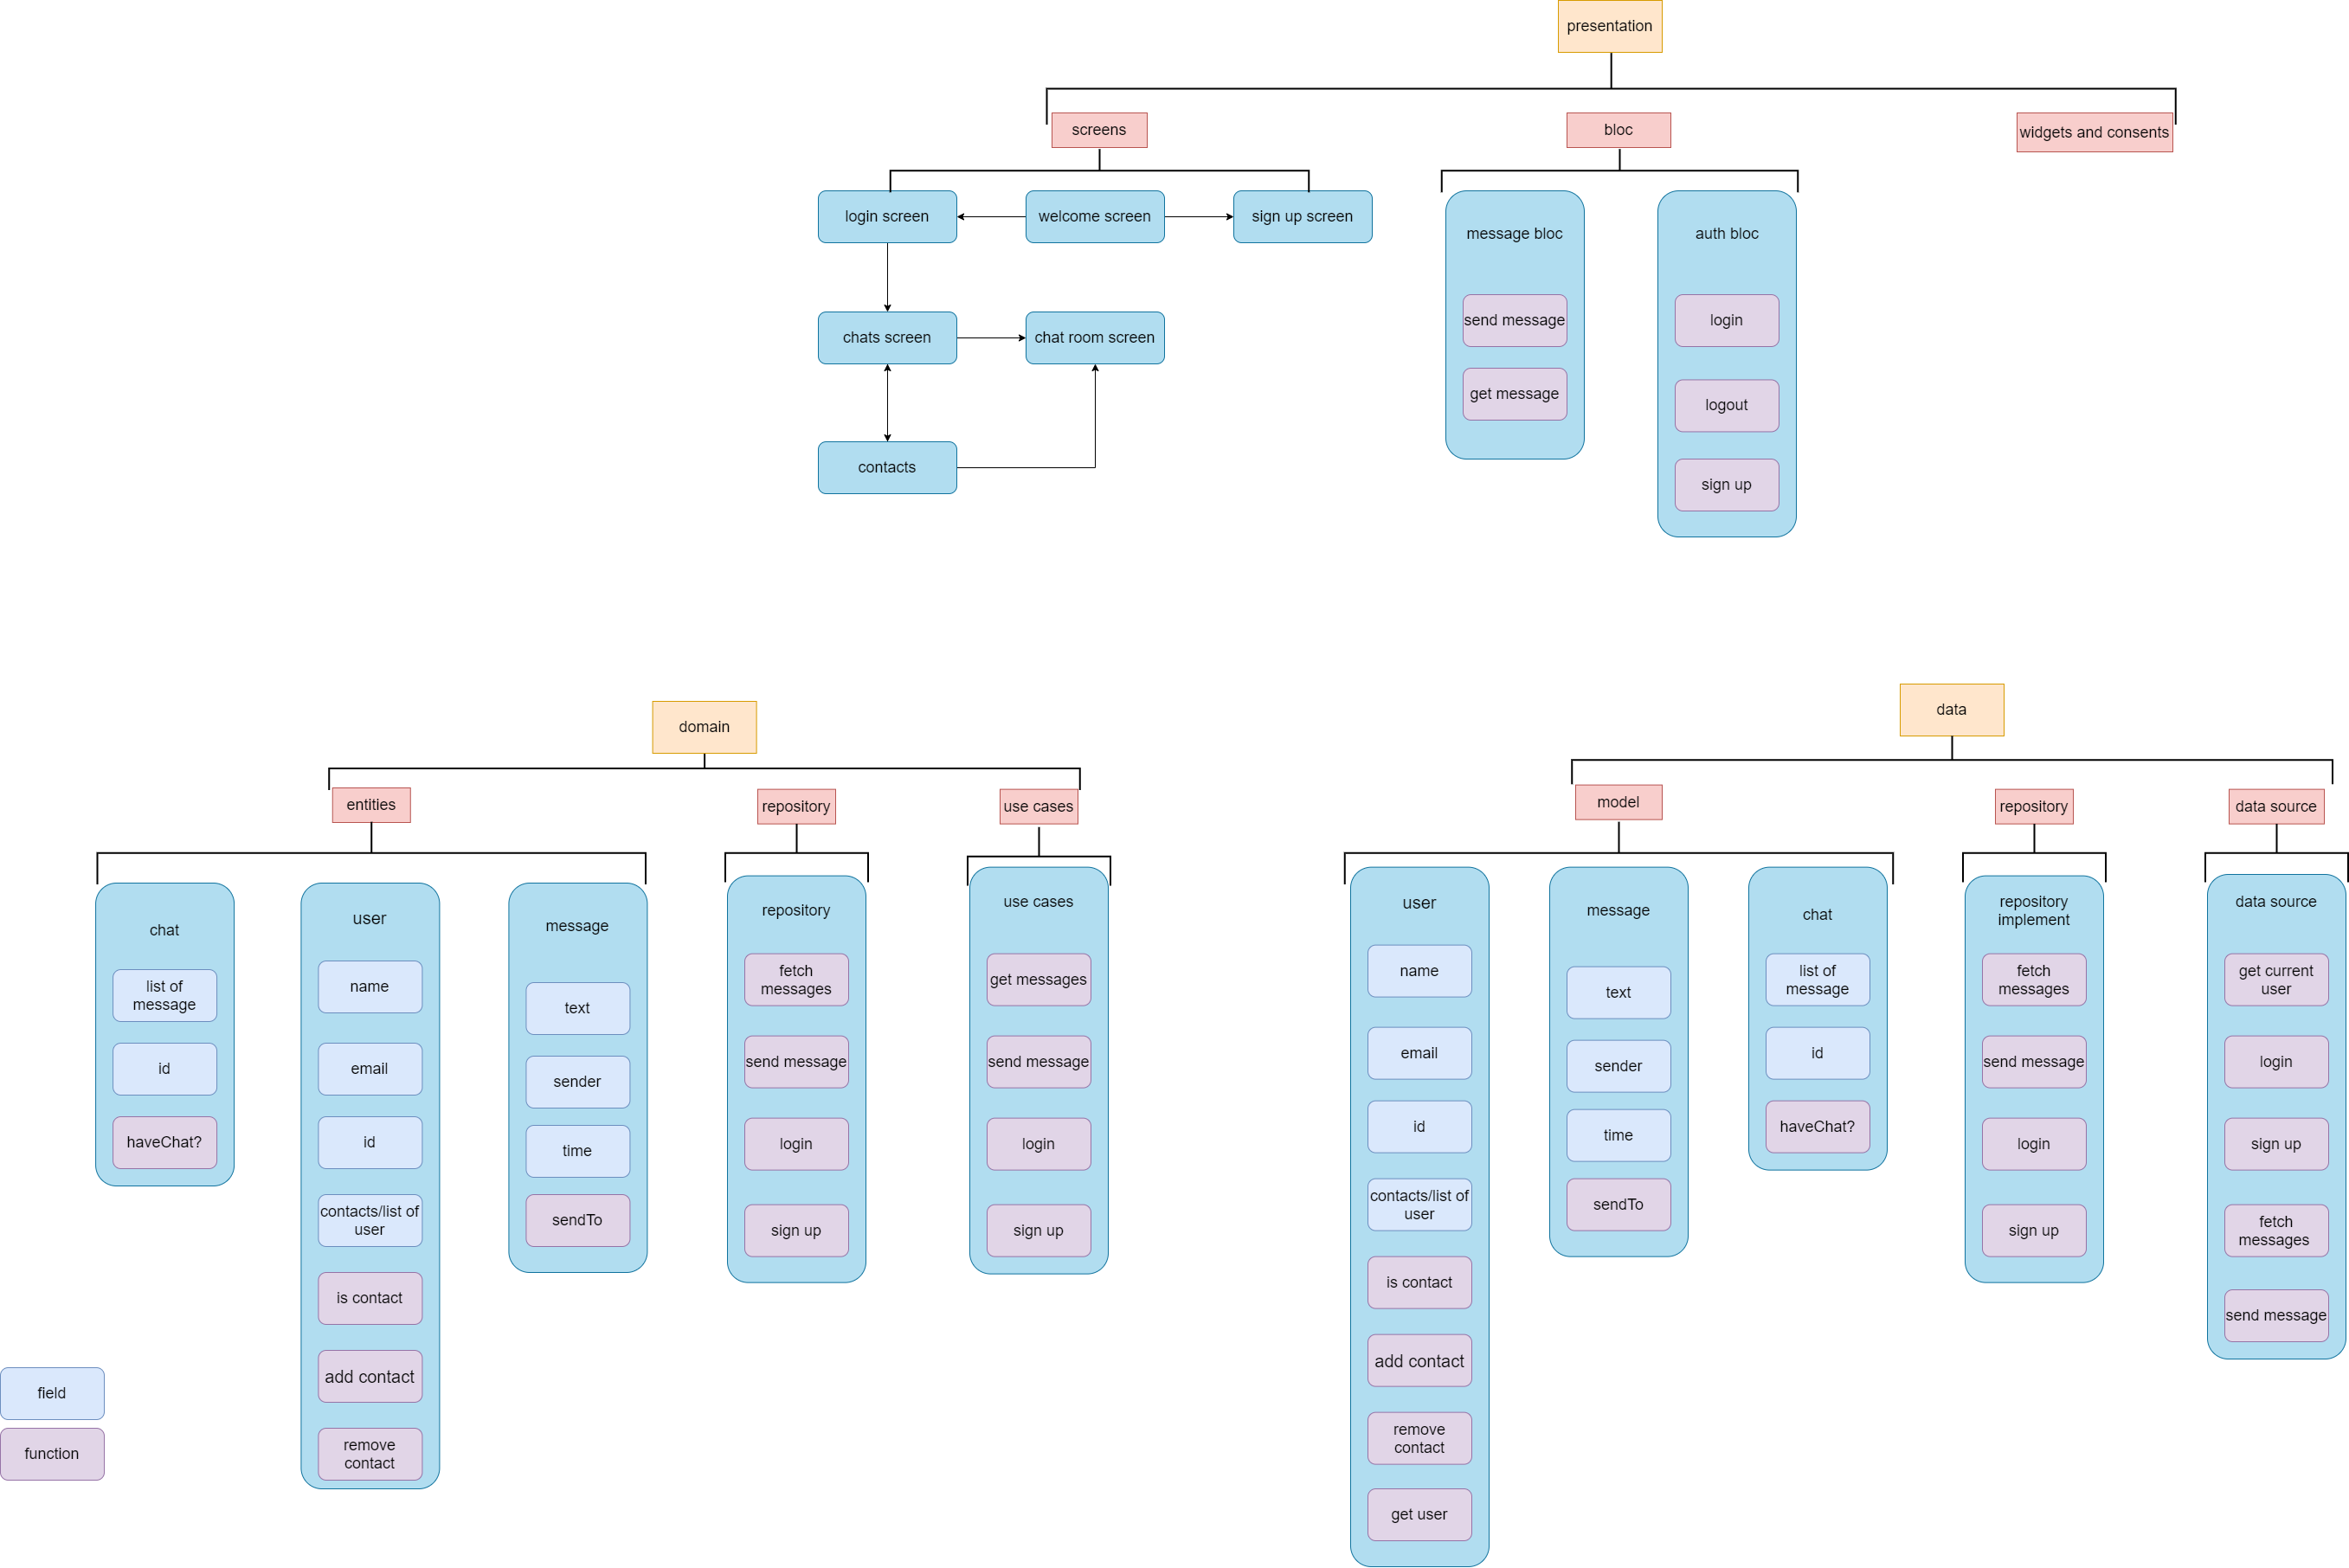 presentation
screens
bloc
widgets and consents
login screen
welcome screen
sign up screen
chats screen
chat room screen
contacts
message bloc
send message
get message
auth bloc
login
logout
sign up
domain
entities
repository
use cases
chat
list of
message
id
haveChat?
user
name
email
id
contacts/list of
user
is contact
add contact
remove
contact
message
text
sender
time
sendTo
repository
fetch
messages
send message
login
sign up
use cases
get messages
send message
login
sign up
data
model
repository
data source
user
name
email
id
contacts/list of
user
is contact
add contact
remove
contact
get user
message
text
sender
time
sendTo
chat
list of
message
id
haveChat?
repository
implement
fetch
messages
send message
login
sign up
data source
get current
user
login
sign up
fetch
messages
send message
field
function